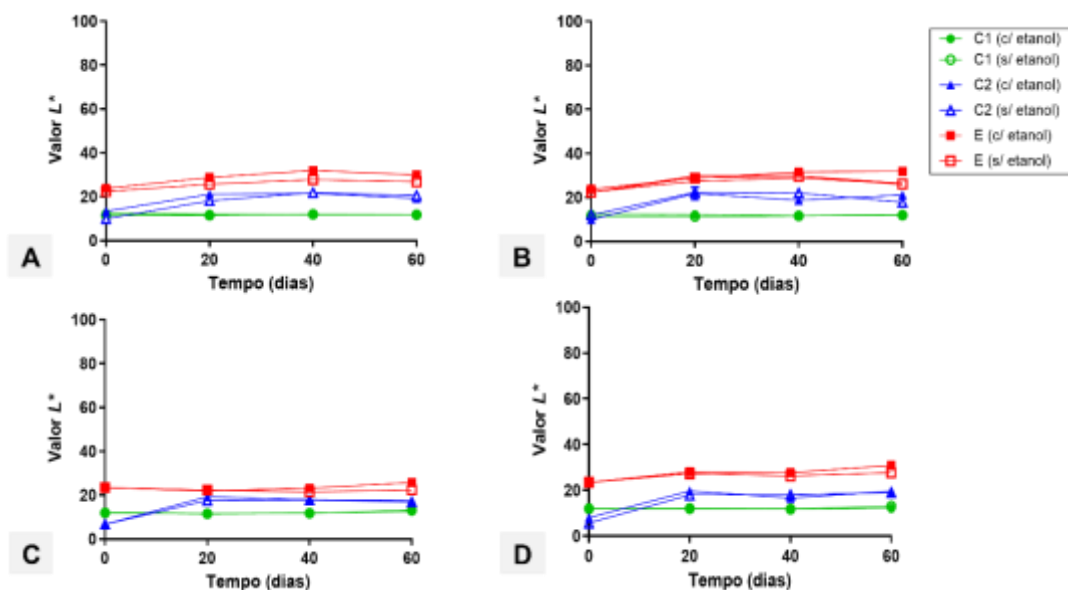 100
80
60
40
20
0
Valor L*
0 20 40 60
Tempo (dias)
A
100
80
60
40
20
0
Valor L*
0 20 40 60
Tempo (dias)
B
C1 (c/ etanol)
C1 (s/ etanol)
C2 (c/ etanol)
C2 (s/ etanol)
E (c/ etanol)
E (s/ etanol)
100
80
60
40
20
0
Valor L*
0 20 40 60
Tempo (dias)
C
100
80
60
40
20
0
Valor L*
0 20 40 60
Tempo (dias)
D